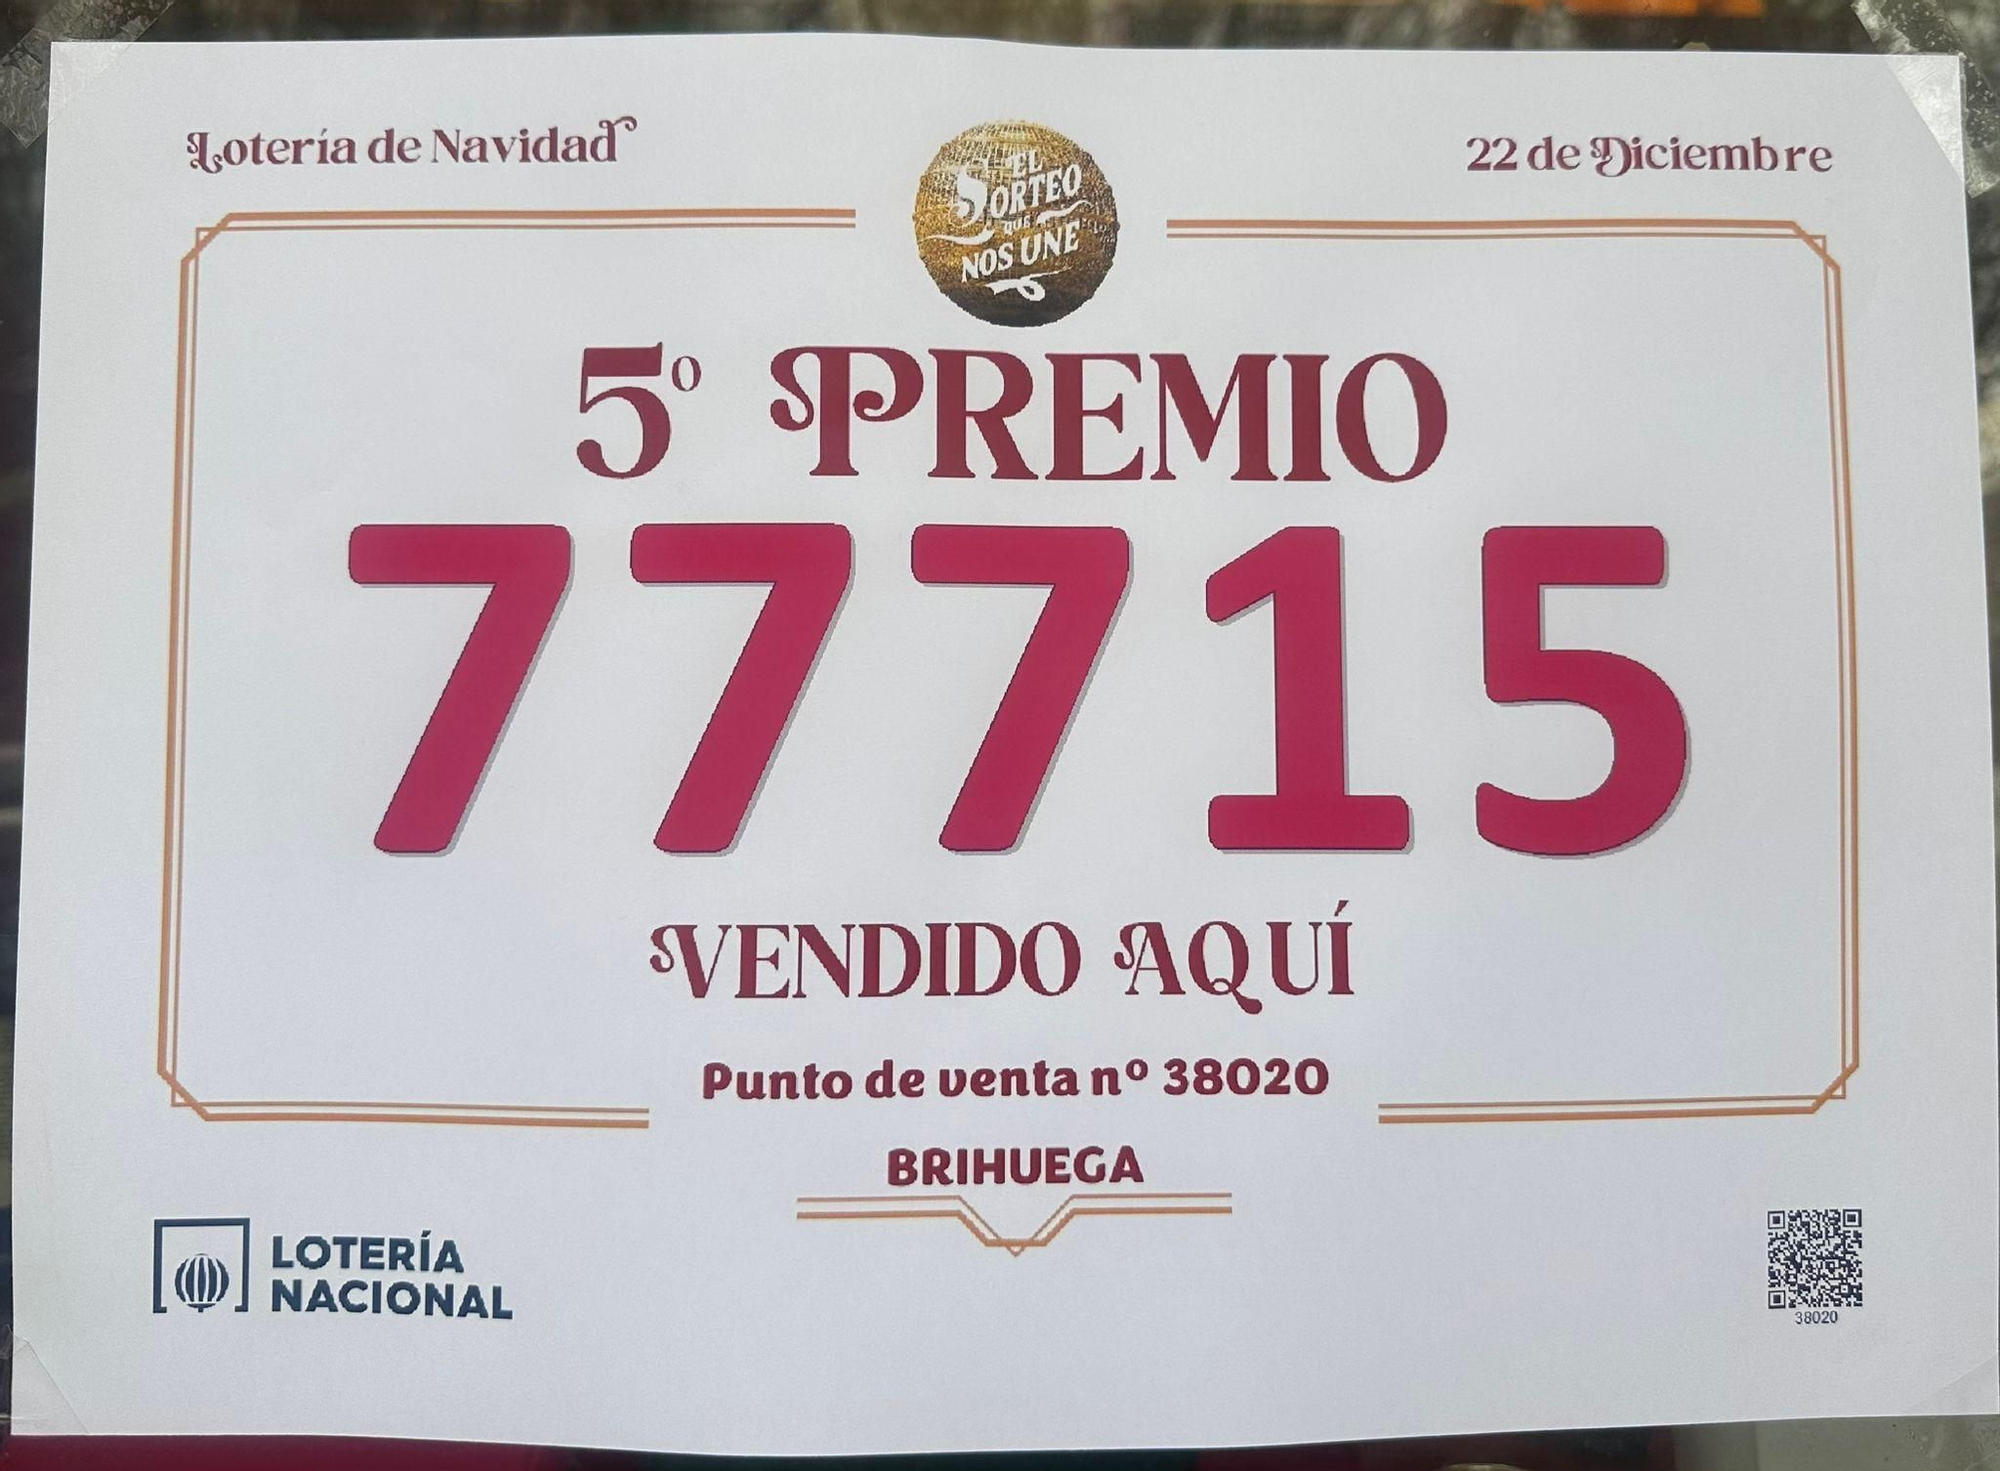 Lotería de Navidad
22 de Diciembre
EL
SORTEO
QUE
NOS UNE
5º PREMIO
77715
VENDIDO AQUÍ
Punto de venta nº 38020
BRIHUEGA
LOTERÍA
NACIONAL
38020